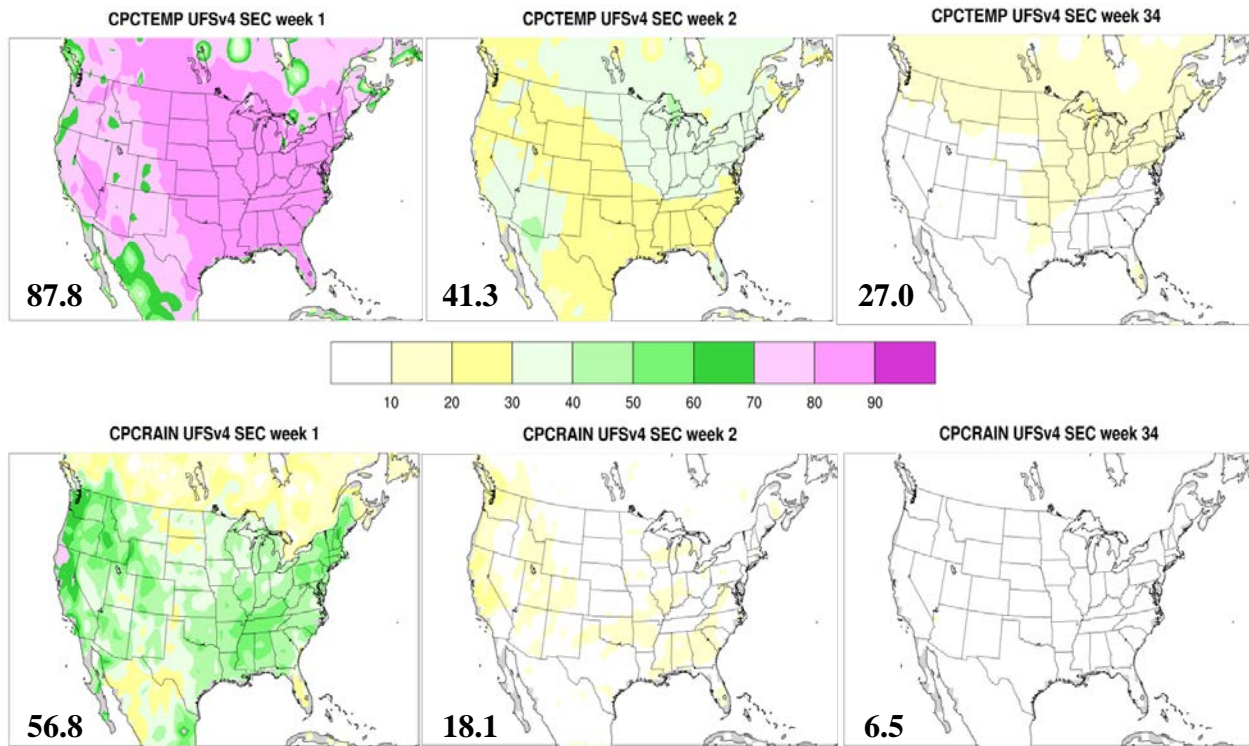 CPCTEMP UFSv4 SEC week 1
CPCTEMP UFSv4 SEC week 2
CPCTEMP UFSv4 SEC week 34
87.8
41.3
27.0
10 20 30 40 50 60 70 80 90
CPCRAIN UFSv4 SEC week 1
CPCRAIN UFSv4 SEC week 2
CPCRAIN UFSv4 SEC week 34
56.8
18.1
6.5